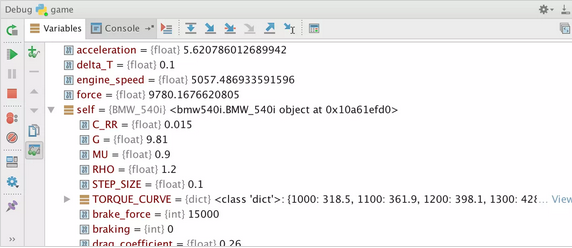 Debug game
Variables Console
acceleration = {float} 5.620786012689942
delta_T = {float} 0.1
engine_speed = {float} 5057.486933591596
force = {float} 9780.1676620805
self = {BMW_540i} <bmw540i.BMW_540i object at 0x10a61efd0>
C_RR = {float} 0.015
G = {float} 9.81
MU = {float} 0.9
RHO = {float} 1.2
STEP_SIZE = {float} 0.1
TORQUE_CURVE = {dict} <class 'dict'>: {1000: 318.5, 1100: 361.9, 1200: 398.1, 1300: 428... View
brake_force = {int} 15000
braking = {int} 0
drag_coefficient = {float} 0.26